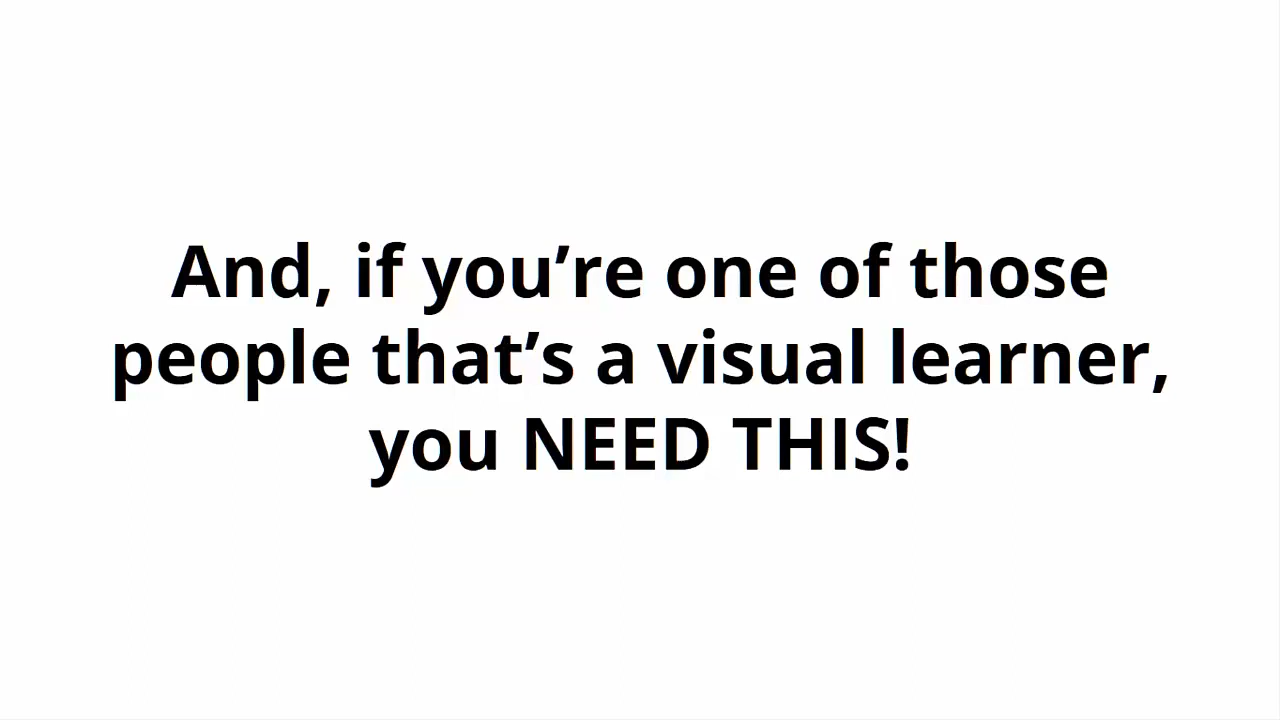 And, if you’re one of those
people that’s a visual learner,
you NEED THIS!